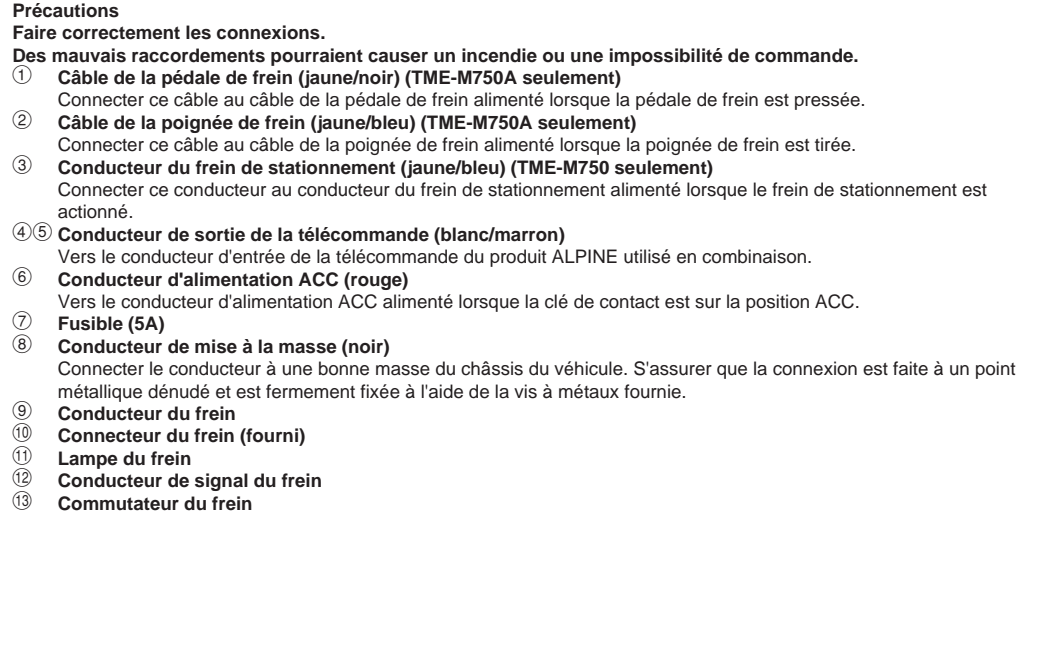 Précautions
Faire correctement les connexions.
Des mauvais raccordements pourraient causer un incendie ou une impossibilité de commande.
① Câble de la pédale de frein (jaune/noir) (TME-M750A seulement)
Connecter ce câble au câble de la pédale de frein alimenté lorsque la pédale de frein est pressée.
② Câble de la poignée de frein (jaune/bleu) (TME-M750A seulement)
Connecter ce câble au câble de la poignée de frein alimenté lorsque la poignée de frein est tirée.
③ Conducteur du frein de stationnement (jaune/bleu) (TME-M750 seulement)
Connecter ce conducteur au conducteur du frein de stationnement alimenté lorsque le frein de stationnement est
actionné.
④⑤ Conducteur de sortie de la télécommande (blanc/marron)
Vers le conducteur d'entrée de la télécommande du produit ALPINE utilisé en combinaison.
⑥ Conducteur d'alimentation ACC (rouge)
Vers le conducteur d'alimentation ACC alimenté lorsque la clé de contact est sur la position ACC.
⑦ Fusible (5A)
⑧ Conducteur de mise à la masse (noir)
Connecter le conducteur à une bonne masse du châssis du véhicule. S'assurer que la connexion est faite à un point
métallique dénudé et est fermement fixée à l'aide de la vis à métaux fournie.
⑨ Conducteur du frein
⑩ Connecteur du frein (fourni)
⑪ Lampe du frein
⑫ Conducteur de signal du frein
⑬ Commutateur du frein